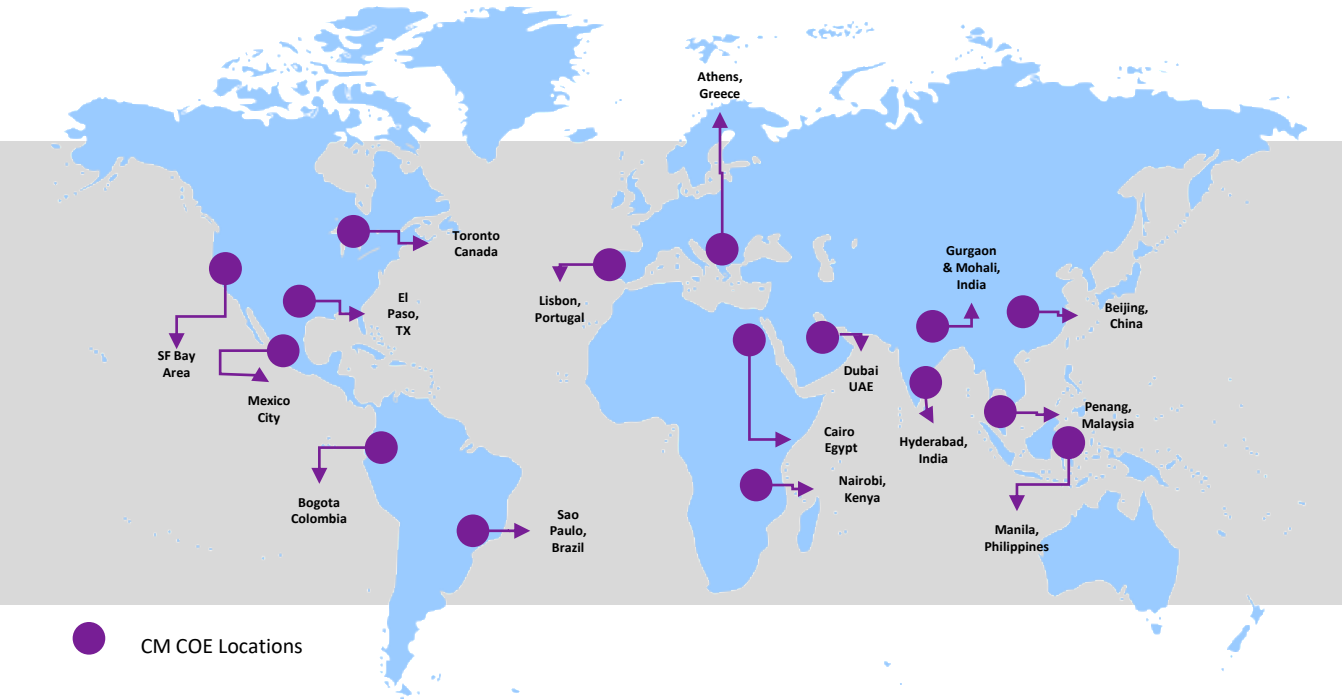 Athens,
Greece
Toronto
Canada
Gurgaon
& Mohali,
India
El
Paso,
TX
Lisbon,
Portugal
Beijing,
China
SF Bay
Area
Dubai
UAE
Mexico
City
Penang,
Malaysia
Cairo
Egypt
Hyderabad,
India
Nairobi,
Kenya
Bogota
Colombia
Sao
Paulo,
Brazil
Manila,
Philippines
CM COE Locations